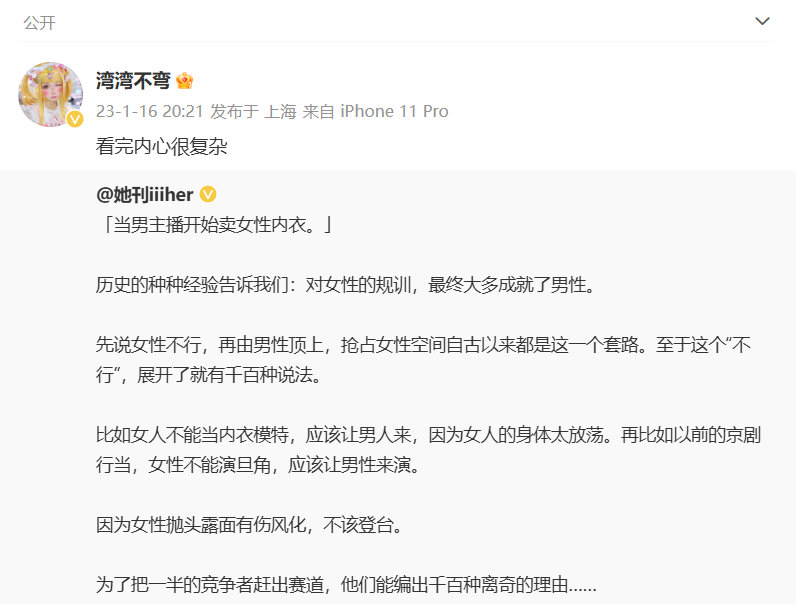 公开
湾湾不弯
23-1-16 20:21 发布于 上海 来自 iPhone 11 Pro
看完内心很复杂
@她刊iiiher
「当男主播开始卖女性内衣。」
历史的种种经验告诉我们：对女性的规训，最终大多成就了男性。
先说女性不行，再由男性顶上，抢占女性空间自古以来都是这一个套路。至于这个“不
行”，展开了就有千百种说法。
比如女人不能当内衣模特，应该让男人来，因为女人的身体太放荡。再比如以前的京剧
行当，女性不能演旦角，应该让男性来演。
因为女性抛头露面有伤风化，不该登台。
为了把一半的竞争者赶出赛道，他们能编出千百种离奇的理由……